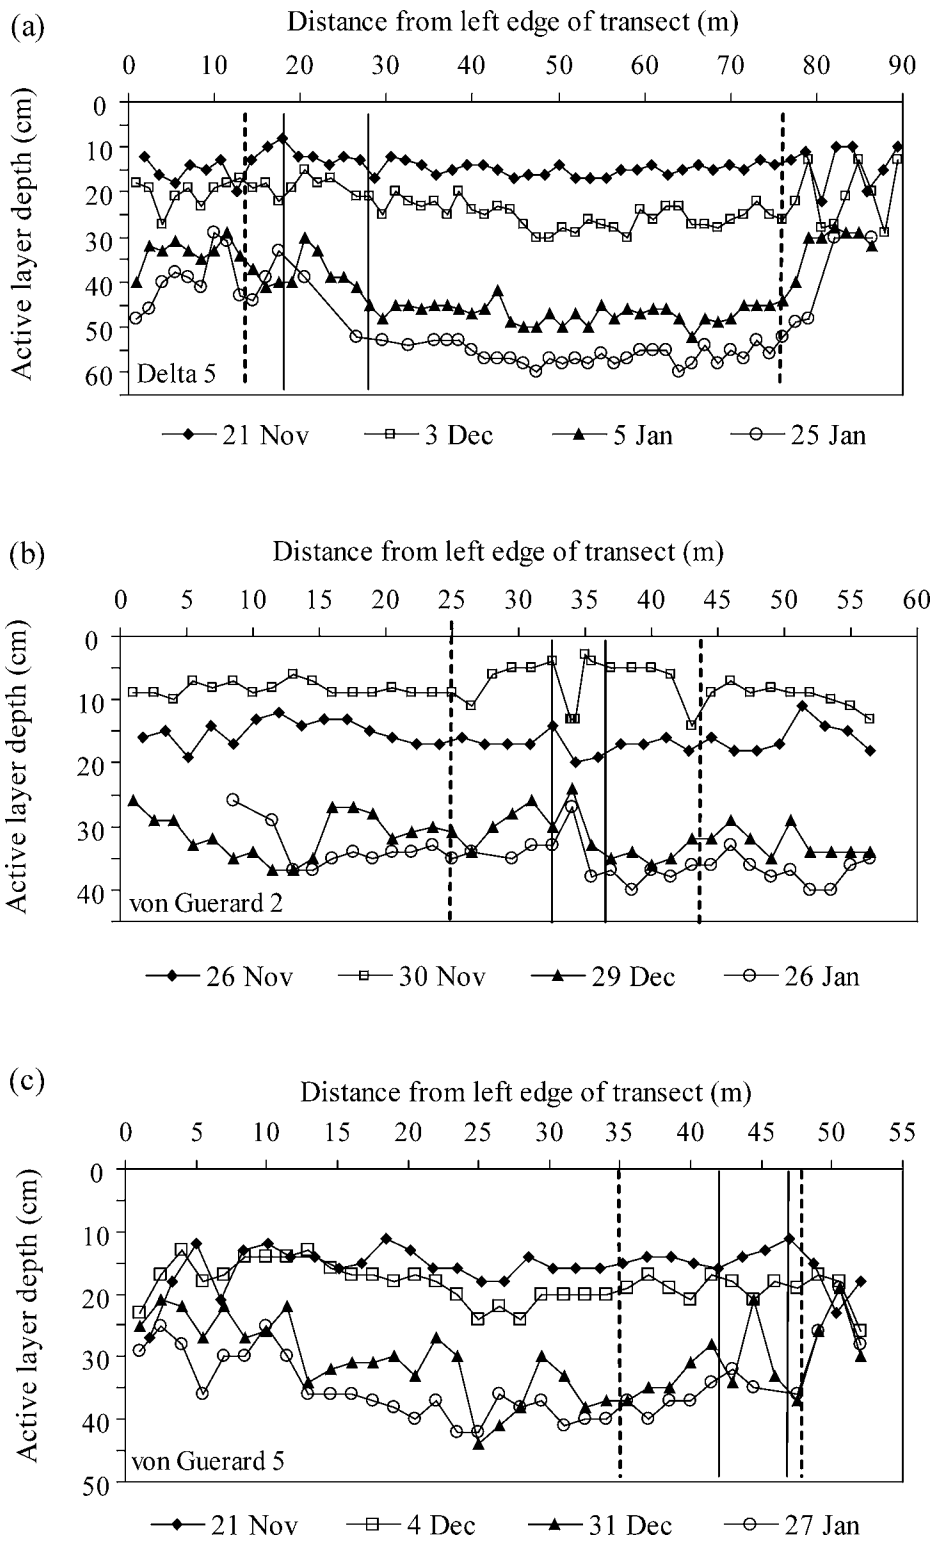 (a)
Distance from left edge of transect (m)
0 10 20 30 40 50 60 70 80 90
Active layer depth (cm)
0
10
20
30
40
50
60
Delta 5
21 Nov 3 Dec 5 Jan 25 Jan
(b)
Distance from left edge of transect (m)
0 5 10 15 20 25 30 35 40 45 50 55 60
Active layer depth (cm)
0
10
20
30
40
von Guerard 2
26 Nov 30 Nov 29 Dec 26 Jan
(c)
Distance from left edge of transect (m)
0 5 10 15 20 25 30 35 40 45 50 55
Active layer depth (cm)
0
10
20
30
40
50
von Guerard 5
21 Nov 4 Dec 31 Dec 27 Jan